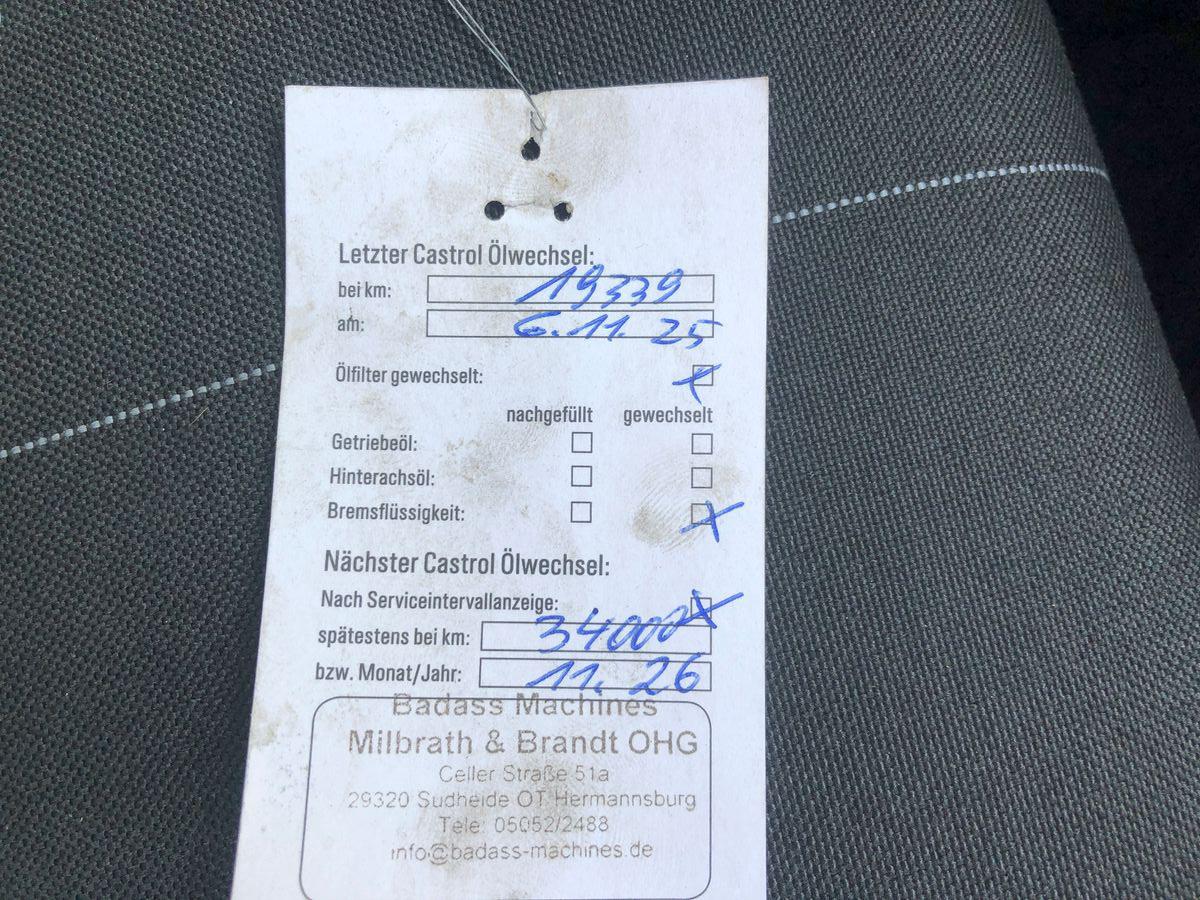 Letzter Castrol Ölwechsel:
bei km: 19339
am: 6.11.25
Ölfilter gewechselt:
nachgefüllt gewechselt
Getriebeöl:
Hinterachsöl:
Bremsflüssigkeit:
Nächster Castrol Ölwechsel:
Nach Serviceintervallanzeige:
spätestens bei km: 34000
bzw. Monat/Jahr: 11.26
Badass Machines
Milbrath & Brandt OHG
Celler Straße 51a
29320 Südheide OT Hermannsburg
Tele: 05052/2488
info@badass-machines.de